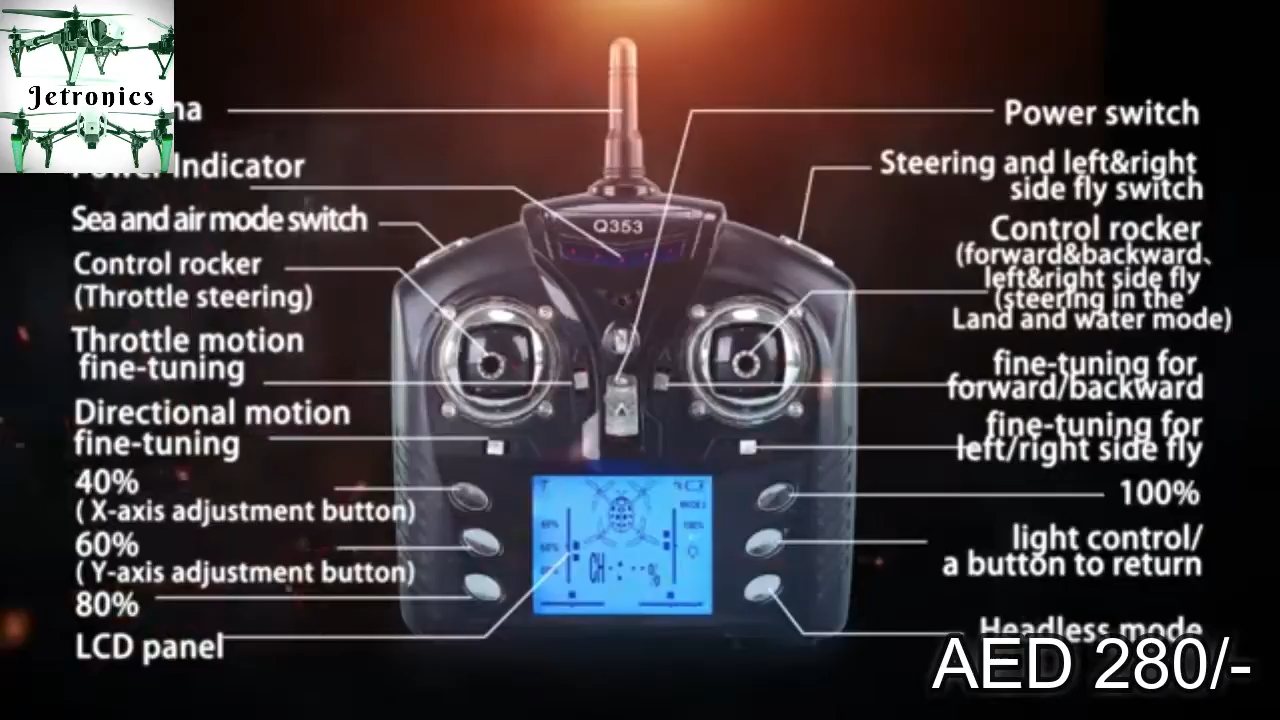 Jetronics
na
Indicator
Sea and air mode switch
Control rocker
(Throttle steering)
Throttle motion
fine-tuning
Directional motion
fine-tuning
40%
( X-axis adjustment button)
60%
( Y-axis adjustment button)
80%
LCD panel
Q353
CH
Power switch
Steering and left&right
side fly switch
Control rocker
(forward&backward、
left&right side fly
(steering in the
Land and water mode)
fine-tuning for
forward/backward
fine-tuning for
left/right side fly
100%
light control/
a button to return
Headless mode
AED 280/-